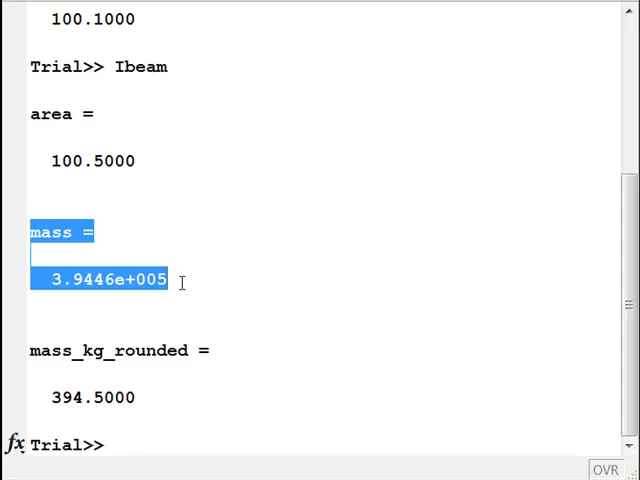 100.1000
Trial>> Ibeam
area =
100.5000
mass =
3.9446e+005
mass_kg_rounded =
394.5000
fx Trial>>
OVR